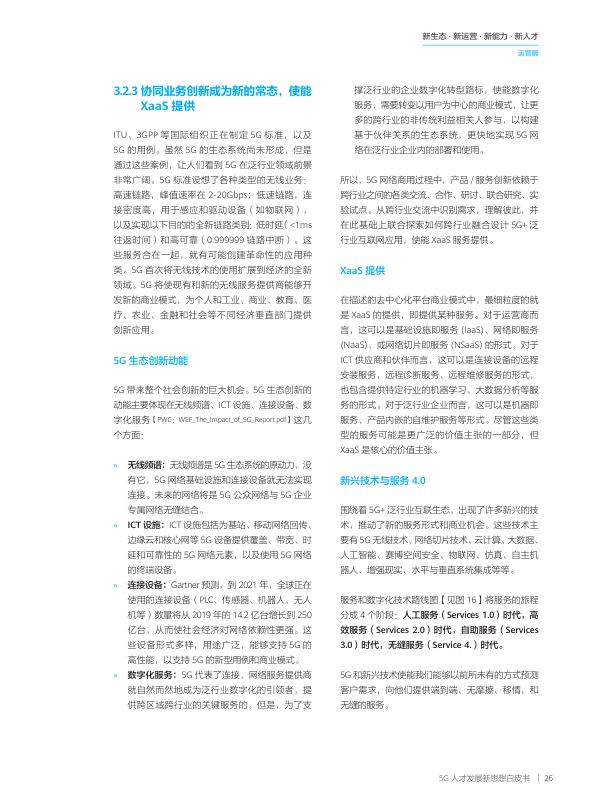 新生态 · 新运营 · 新能力 · 新人才
运营篇
3.2.3 协同业务创新成为新的常态，使能
XaaS 提供
ITU、3GPP 等国际组织正在制定 5G 标准，以及
5G 的用例。虽然 5G 的生态系统尚未形成，但是
通过这些案例，让人们看到 5G 在泛行业领域前景
非常广阔。5G 标准设想了各种类型的无线业务：
高速链路，峰值速率在 2-20Gbps；低速链路，连
接密度高，用于感应和驱动设备（如物联网），
以及实现以下目的的全新链路类别：低时延（<1ms
往返时间）和高可靠（0.999999 链路中断）。这
些服务合在一起，就有可能创建革命性的应用种
类。5G 首次将无线技术的使用扩展到经济的全新
领域。5G 将使现有和新的无线服务提供商能够开
发新的商业模式，为个人和工业、商业、教育、医
疗、农业、金融和社会等不同经济垂直部门提供
创新应用。
5G 生态创新动能
5G 带来整个社会创新的巨大机会。5G 生态创新的
动能主要体现在无线频谱、ICT 设施、连接设备、数
字化服务【PWC：WEF_The_Impact_of_5G_Report.pdf】这几
个方面：
» 无线频谱：无线频谱是 5G 生态系统的原动力，没
有它，5G 网络基础设施和连接设备就无法实现
连接。未来的网络将是 5G 公众网络与 5G 企业
专属网络无缝结合。
» ICT 设施：ICT 设施包括为基站、移动网络回传、
边缘云和核心网等 5G 设备提供覆盖、带宽、时
延和可靠性的 5G 网络元素，以及使用 5G 网络
的终端设备。
» 连接设备：Gartner 预测，到 2021 年，全球正在
使用的连接设备（PLC、传感器、机器人、无人
机等）数量将从 2019 年的 14.2 亿台增长到 250
亿台，从而使社会经济对网络依赖性更强。这
些设备形式多样，用途广泛，能够支持 5G 的
高性能，以支持 5G 的新型用例和商业模式。
» 数字化服务：5G 代表了连接，网络服务提供商
就自然而然地成为泛行业数字化的引领者，提
供跨区域跨行业的关键服务的。但是，为了支
撑泛行业的企业数字化转型路标，使能数字化
服务，需要转变以用户为中心的商业模式，让更
多的跨行业的非传统利益相关人参与，以构建
基于伙伴关系的生态系统，更快地实现 5G 网
络在泛行业企业内的部署和使用。
所以，5G 网络商用过程中，产品 / 服务创新依赖于
跨行业之间的各类交流、合作、研讨、联合研究、实
验试点。从跨行业交流中识别需求，理解彼此，并
在此基础上联合探索如何跨行业融合设计 5G+ 泛
行业互联网应用，使能 XaaS 服务提供。
XaaS 提供
在描述的去中心化平台商业模式中，最细粒度的就
是 XaaS 的提供，即提供某种服务。对于运营商而
言，这可以是基础设施即服务 (IaaS)、网络即服务
(NaaS)、或网络切片即服务 (NSaaS) 的形式。对于
ICT 供应商和伙伴而言，这可以是连接设备的远程
安装服务，远程诊断服务、远程维修服务的形式，
也包含提供特定行业的机器学习、大数据分析等服
务的形式。对于泛行业企业而言，这可以是机器即
服务、产品内嵌的自维护服务等形式。尽管这些类
型的服务可能是更广泛的价值主张的一部分，但
XaaS 是核心的价值主张。
新兴技术与服务 4.0
围绕着 5G+ 泛行业互联生态，出现了许多新兴的技
术，推动了新的服务形式和商业机会。这些技术主
要有 5G 无线技术、网络切片技术、云计算、大数据、
人工智能、赛博空间安全、物联网、仿真、自主机
器人、增强现实、水平与垂直系统集成等等。
服务和数字化技术路线图【见图 16】将服务的旅程
分成 4 个阶段：人工服务（Services 1.0）时代，高
效服务（Services 2.0）时代，自助服务（Services
3.0）时代，无缝服务（Service 4.）时代。
5G 和新兴技术使能我们能够以前所未有的方式预测
客户需求，向他们提供端到端、无摩擦、移情，和
无缝的服务。
5G 人才发展新思想白皮书 | 26